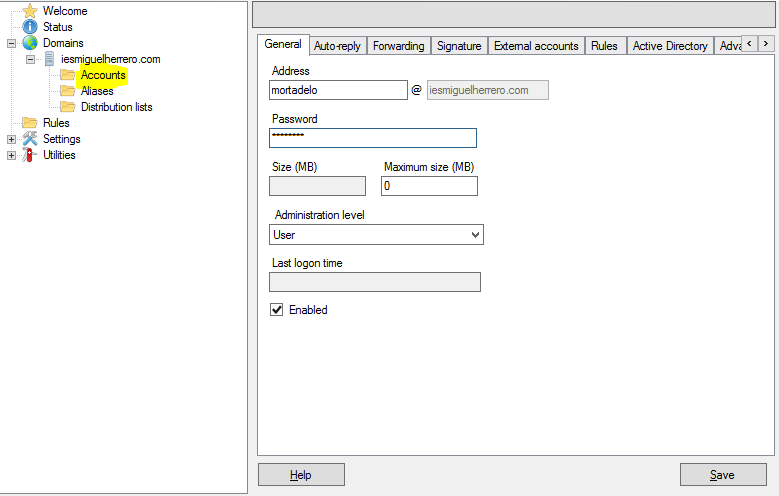 Welcome
Status
Domains
iesmiguelherrero.com
Accounts
Aliases
Distribution lists
Rules
Settings
Utilities
General Auto-reply Forwarding Signature External accounts Rules Active Directory Adva
Address
mortadelo @ iesmiguelherrero.com
Password
********
Size (MB) Maximum size (MB)
0
Administration level
User
Last logon time
Enabled
Help Save